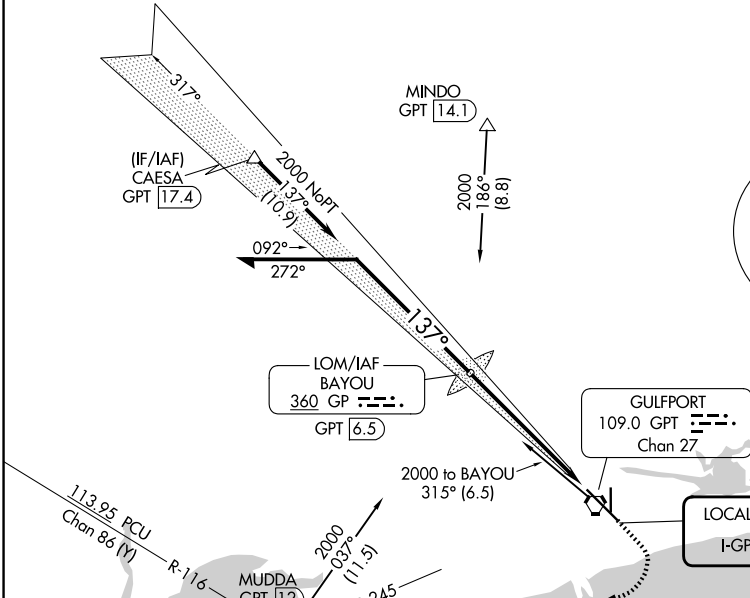 317°
MINDO
GPT 14.1
(IF/IAF)
CAESA
GPT 17.4
2000 NoPT
137°
(10.9)
2000
186°
(8.8)
092°
272°
137°
LOM/IAF
BAYOU
360 GP
GPT 6.5
GULFPORT
109.0 GPT
Chan 27
2000 to BAYOU
315° (6.5)
LOCAL
I-GP
113.95 PCU
Chan 86 (Y)
R-116
2000
037°
(11.5)
MUDDA
GPT 12
245